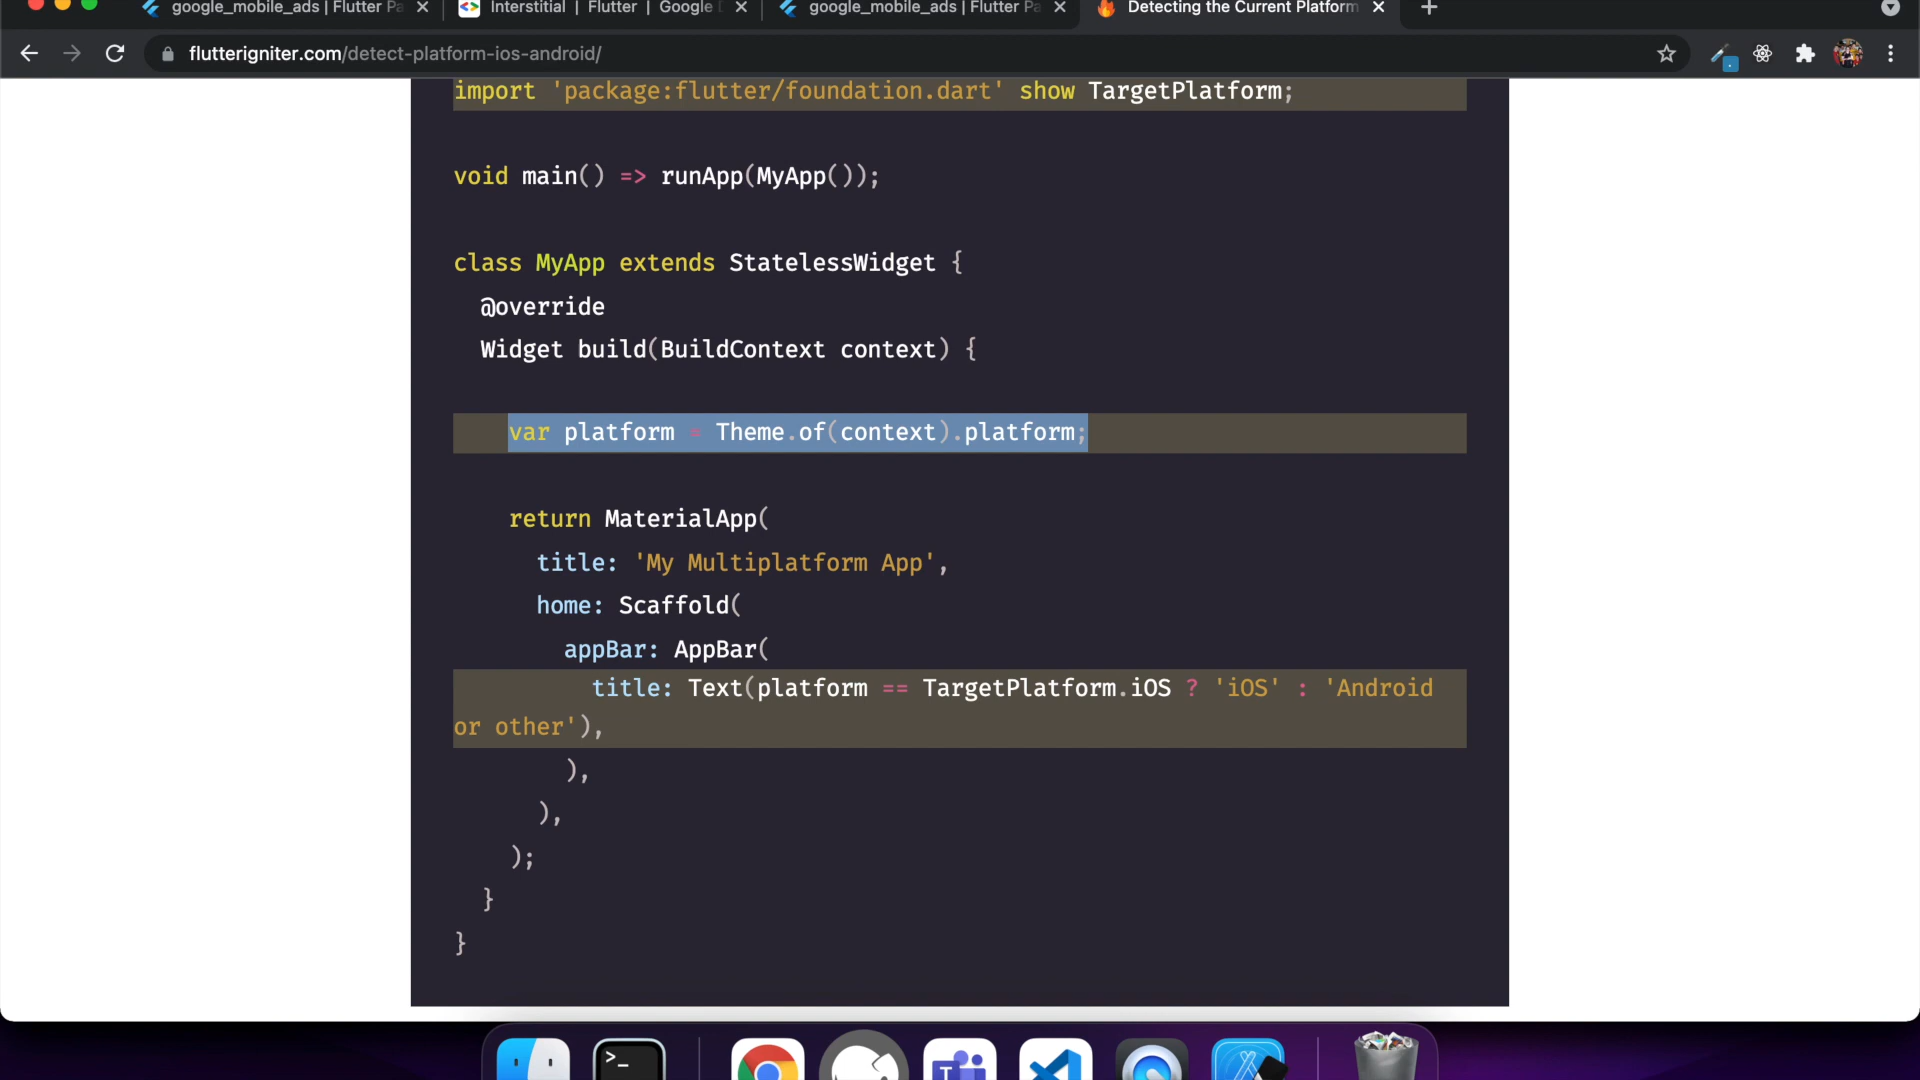 google_mobile_ads | Flutter Pa
Interstitial | Flutter | Google D
google_mobile_ads | Flutter Pa
Detecting the Current Platform
flutterigniter.com/detect-platform-ios-android/
import 'package:flutter/foundation.dart' show TargetPlatform;
void main() => runApp(MyApp());
class MyApp extends StatelessWidget {
@override
Widget build(BuildContext context) {
var platform = Theme.of(context).platform;
return MaterialApp(
title: 'My Multiplatform App',
home: Scaffold(
appBar: AppBar(
title: Text(platform == TargetPlatform.iOS ? 'iOS' : 'Android
or other'),
),
),
);
}
}
>_